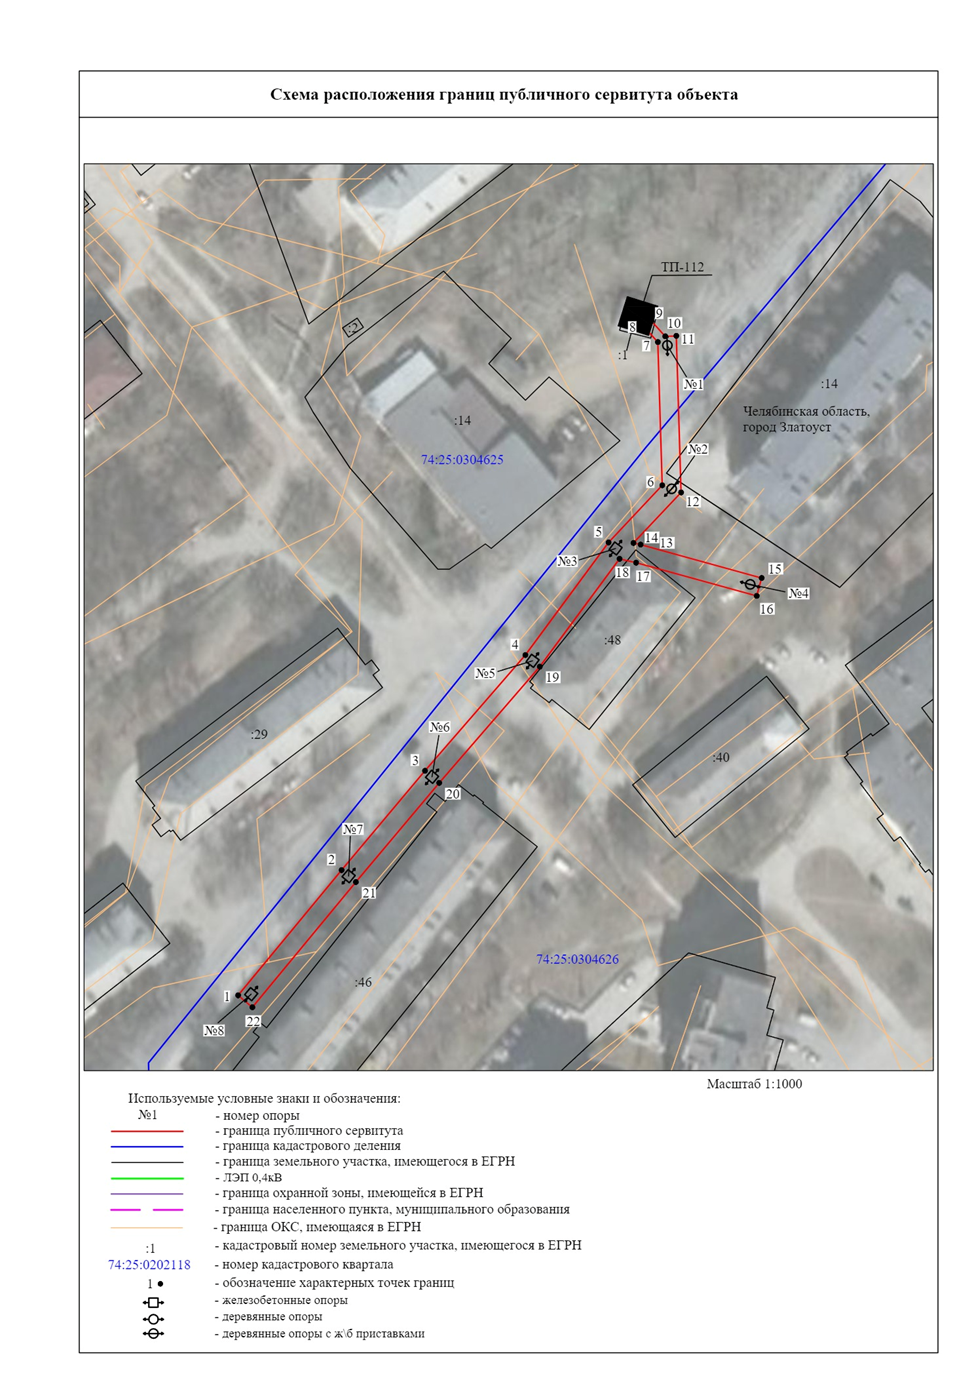 Схема расположения границ публичного сервитута объекта
ТП-112
:2
9
10
8
11
7
:1
№1
:14
Челябинская область,
город Златоуст
:14
74:25:0304625
№2
6
12
5
14
13
№3
18
17
15
№4
16
:48
4
№5
19
№6
:29
3
:40
20
№7
2
21
74:25:0304626
:46
1
22
№8
Масштаб 1:1000
Используемые условные знаки и обозначения:
№1 - номер опоры
- граница публичного сервитута
- граница кадастрового деления
- граница земельного участка, имеющегося в ЕГРН
- ЛЭП 0,4кВ
- граница охранной зоны, имейщейся в ЕГРН
- граница населенного пункта, муниципального образования
- граница ОКС, имеющаяся в ЕГРН
:1 - кадастровый номер земельного участка, имеющегося в ЕГРН
74:25:0202118 - номер кадастрового квартала
1 - обозначение характерных точек границ
- железобетонные опоры
- деревянные опоры
- деревянные опоры с ж\б приставками